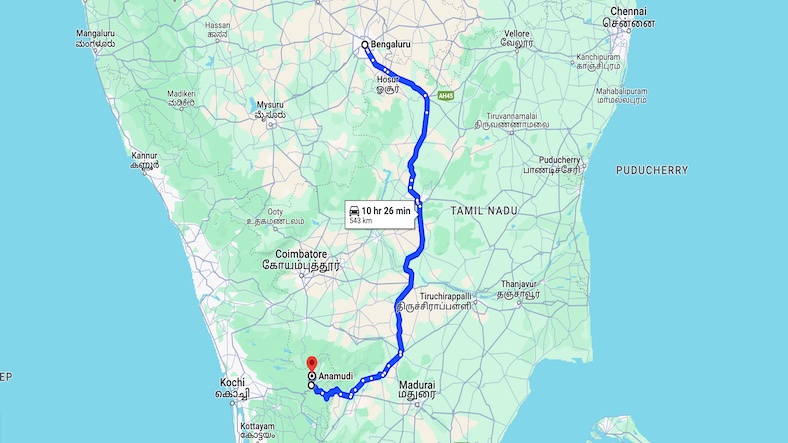 Mangaluru
ಮಂಗಳೂರು
Hassan
ಹಾಸನ
Bengaluru
Vellore
வேலூர்
Chennai
சென்னை
Kanchipuram
காஞ்சிபுரம்
Hosur
ஓசூர்
AH45
Mahabalipuram
மாமல்லபுரம்
Madikeri
ಮಡಿಕೇರಿ
Mysuru
ಮೈಸೂರು
Tiruvannamalai
திருவண்ணாமலை
Kannur
കണ്ണൂർ
Puducherry
பாண்டிச்சேரி
PUDUCHERRY
Ooty
உதகமண்டலம்
10 hr 26 min
543 km
TAMIL NADU
Coimbatore
கோயம்புத்தூர்
Tiruchirappalli
திருச்சிராப்பள்ளி
Thanjavur
தஞ்சாவூர்
EP
Kochi
കൊച്ചി
Anamudi
Madurai
மதுரை
Kottayam
കോട്ടയം